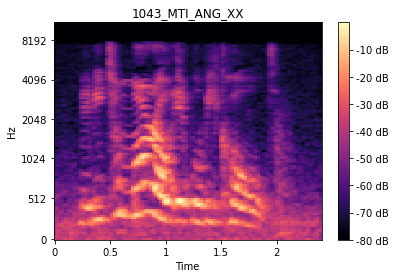 1043_MTI_ANG_XX
8192
4096
2048
1024
512
0
Hz
0
0.5
1
1.5
2
Time
-10 dB
-20 dB
-30 dB
-40 dB
-50 dB
-60 dB
-70 dB
-80 dB